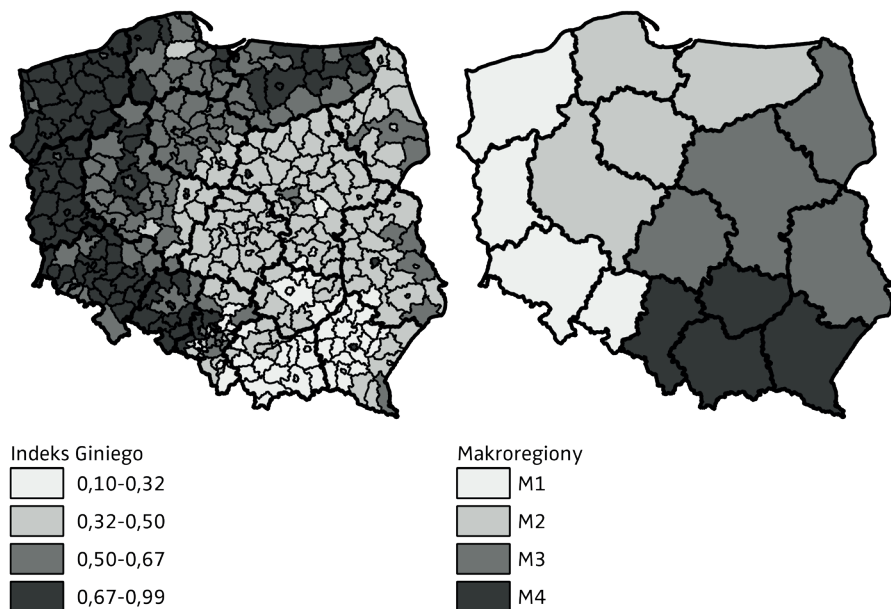 Indeks Giniego
0,10-0,32
0,32-0,50
0,50-0,67
0,67-0,99
Makroregiony
M1
M2
M3
M4